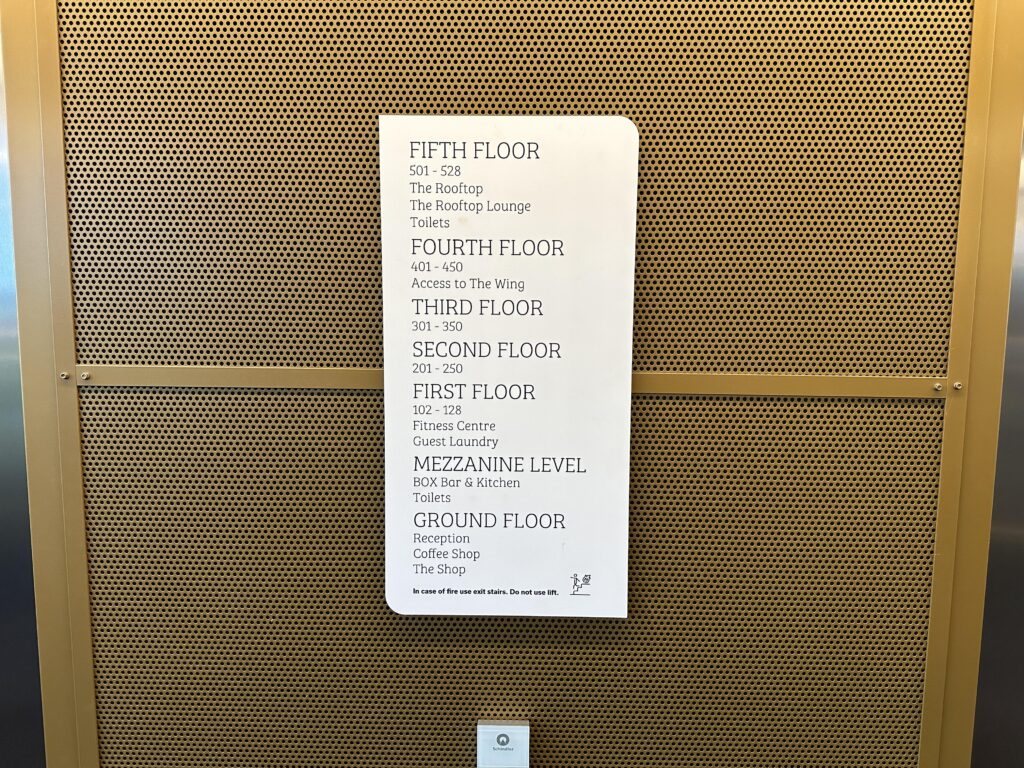 FIFTH FLOOR
501 - 528
The Rooftop
The Rooftop Lounge
Toilets
FOURTH FLOOR
401 - 450
Access to The Wing
THIRD FLOOR
301 - 350
SECOND FLOOR
201 - 250
FIRST FLOOR
102 - 128
Fitness Centre
Guest Laundry
MEZZANINE LEVEL
BOX Bar & Kitchen
Toilets
GROUND FLOOR
Reception
Coffee Shop
The Shop
In case of fire use exit stairs. Do not use lift.
Schindler